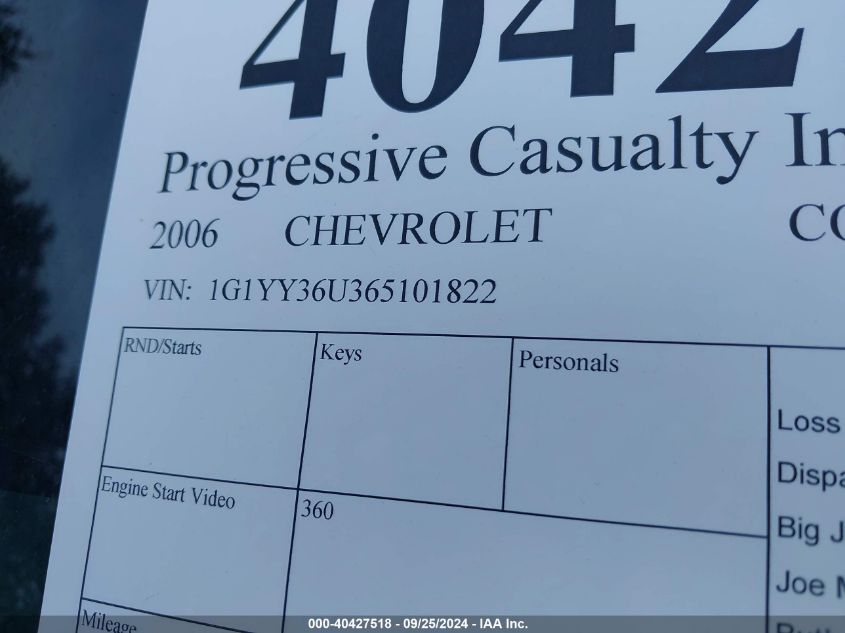 4042
Progressive Casualty In
2006 CHEVROLET CO
VIN: 1G1YY36U365101822
RND/Starts Keys Personals
Loss
Dispa
Engine Start Video 360
Big J
Joe M
Mileage
000-40427518 - 09/25/2024 - IAA Inc.